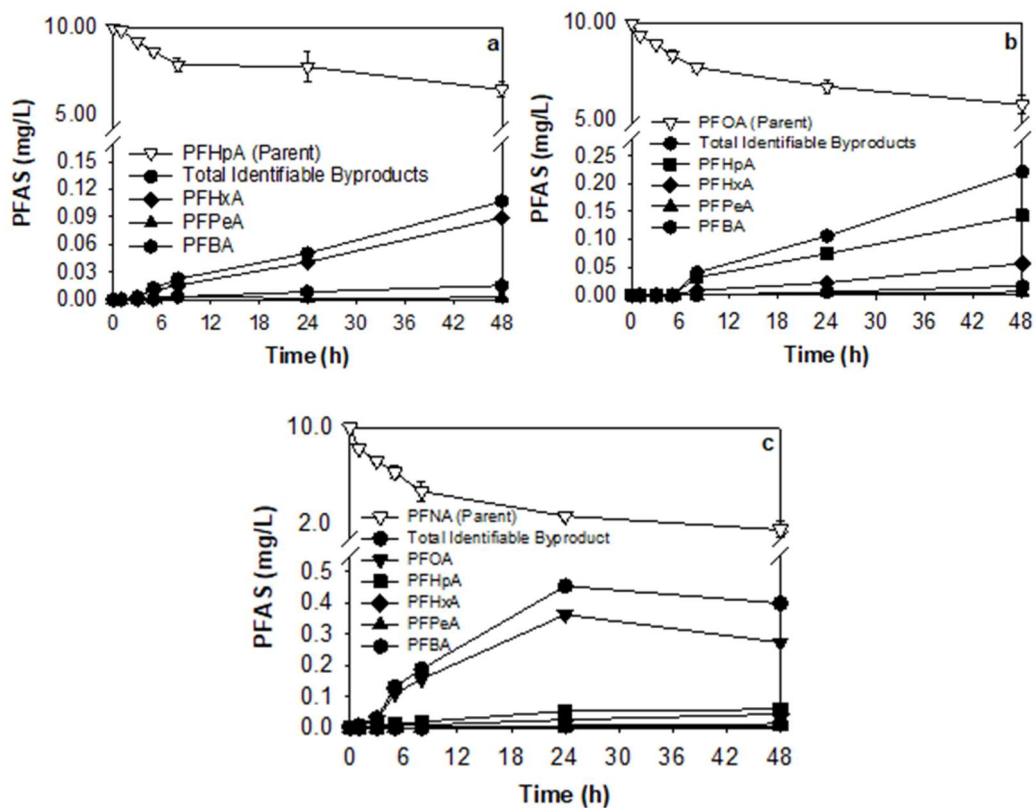 a
10.00
5.00
0.15
0.12
0.09
0.06
0.03
0.00
PFAS (mg/L)
PFHpA (Parent)
Total Identifiable Byproducts
PFHxA
PFPeA
PFBA
0 6 12 18 24 30 36 42 48
Time (h)
b
10.00
5.00
0.25
0.20
0.15
0.10
0.05
0.00
PFAS (mg/L)
PFOA (Parent)
Total Identifiable Byproducts
PFHpA
PFHxA
PFPeA
PFBA
0 6 12 18 24 30 36 42 48
Time (h)
c
10.0
2.0
0.5
0.4
0.3
0.2
0.1
0.0
PFAS (mg/L)
PFNA (Parent)
Total Identifiable Byproduct
PFOA
PFHpA
PFHxA
PFPeA
PFBA
0 6 12 18 24 30 36 42 48
Time (h)